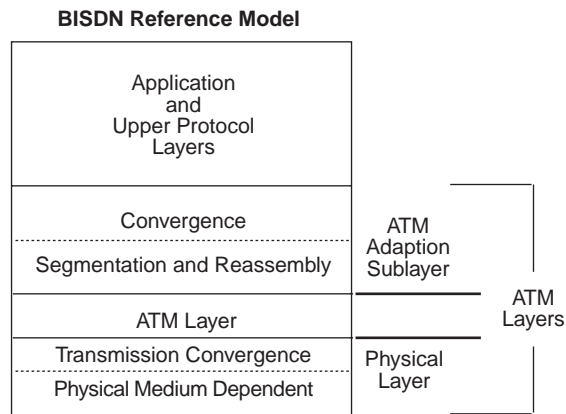 BISDN Reference Model
Application
and
Upper Protocol
Layers
Convergence
Segmentation and Reassembly
ATM
Adaption
Sublayer
ATM Layer
ATM
Layers
Transmission Convergence
Physical Medium Dependent
Physical
Layer